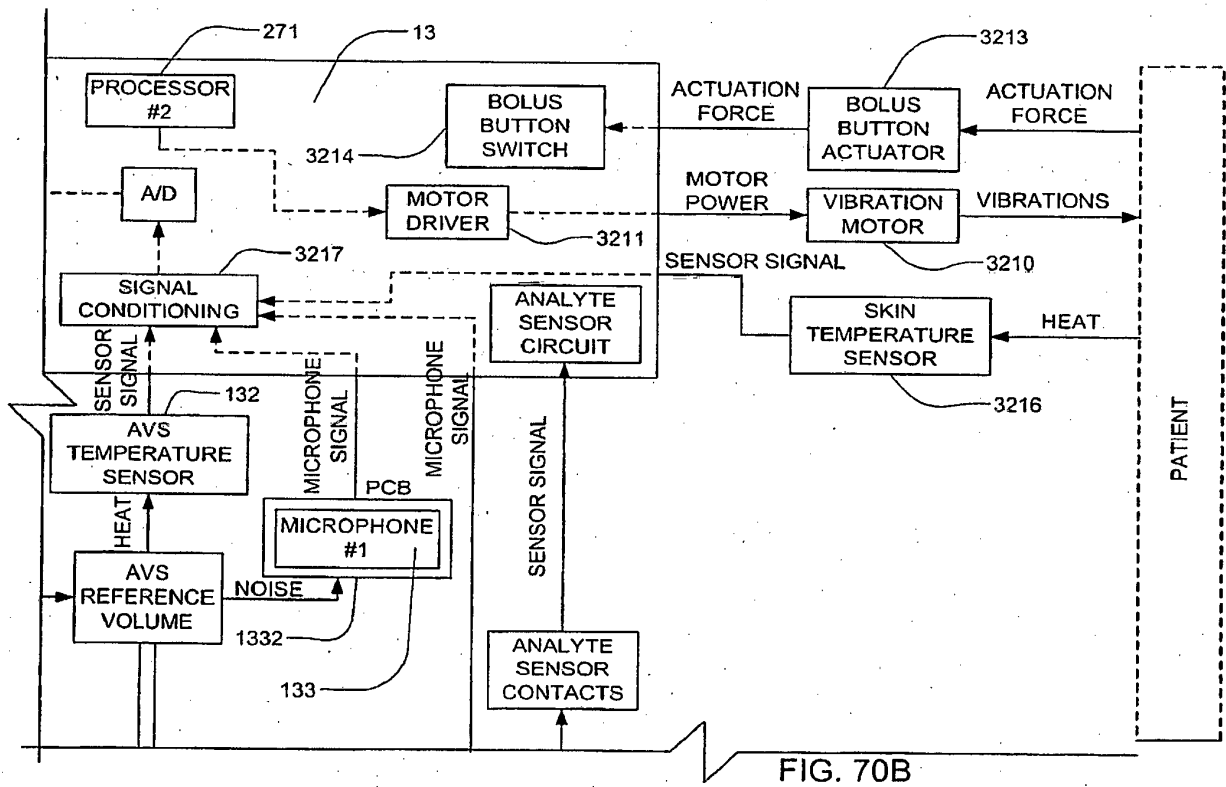 271
13
3213
PROCESSOR
#2
BOLUS
BUTTON
SWITCH
3214
ACTUATION
FORCE
BOLUS
BUTTON
ACTUATOR
ACTUATION
FORCE
A/D
MOTOR
DRIVER
3211
MOTOR
POWER
VIBRATION
MOTOR
3210
VIBRATIONS
3217
SIGNAL
CONDITIONING
SENSOR SIGNAL
ANALYTE
SENSOR
CIRCUIT
SKIN
TEMPERATURE
SENSOR
3216
HEAT
PATIENT
SENSOR
SIGNAL
132
AVS
TEMPERATURE
SENSOR
MICROPHONE
SIGNAL
MICROPHONE
SIGNAL
SENSOR SIGNAL
HEAT
PCB
MICROPHONE
#1
AVS
REFERENCE
VOLUME
NOISE
1332
133
ANALYTE
SENSOR
CONTACTS
FIG. 70B